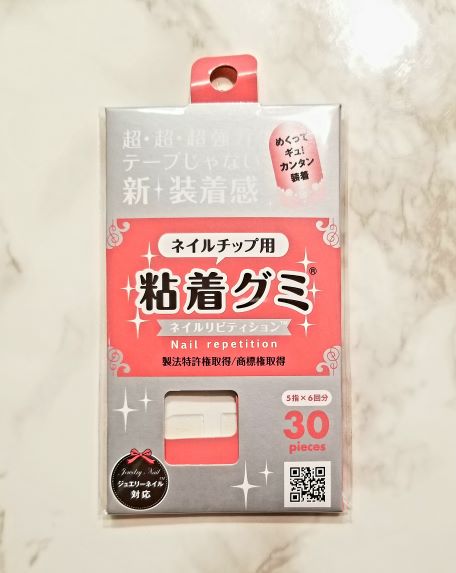 超・超・超強力
テープじゃない
新・装着感
めくって
ギュ!
カンタン
装着
ネイルチップ用
粘着グミ®
ネイルリピティション™
Nail repetition
製法特許権取得/商標権取得
5指×6回分
30
pieces
Jewelry Nail™
ジュエリーネイル
対応